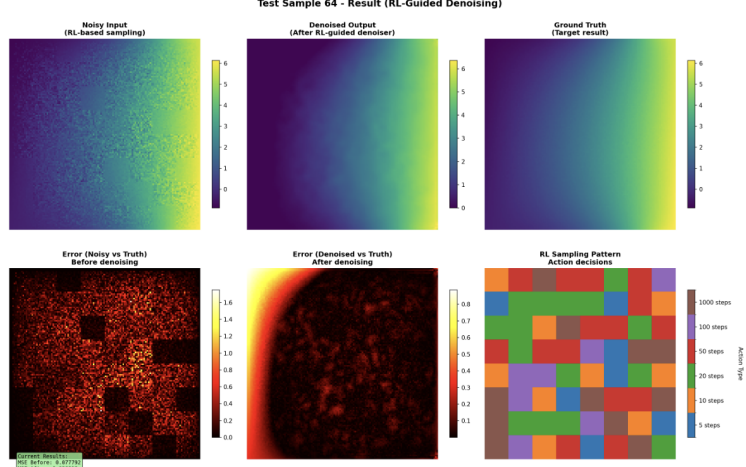 Test Sample 64 - Result (RL-Guided Denoising)
Noisy Input
(RL-based sampling)
Denoised Output
(After RL-guided denoiser)
Ground Truth
(Target result)
6
5
4
3
2
1
0
6
5
4
3
2
1
0
6
5
4
3
2
1
0
Error (Noisy vs Truth)
Before denoising
Error (Denoised vs Truth)
After denoising
RL Sampling Pattern
Action decisions
1.6
1.4
1.2
1.0
0.8
0.6
0.4
0.2
0.0
0.8
0.7
0.6
0.5
0.4
0.3
0.2
0.1
1000 steps
100 steps
50 steps
20 steps
10 steps
5 steps
Action Type
Current Results:
MSE Before: 0.077792